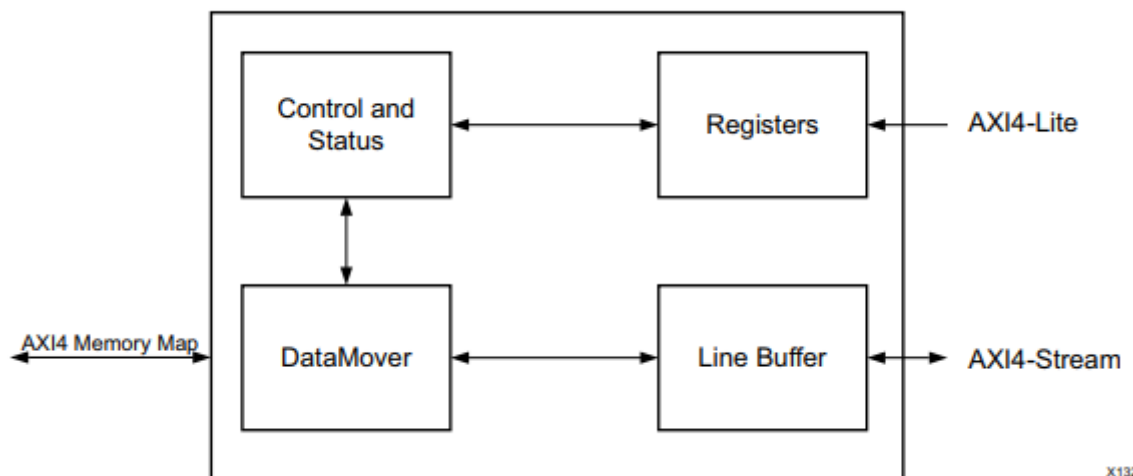 Control and
Status
Registers
AXI4-Lite
AXI4 Memory Map
DataMover
Line Buffer
AXI4-Stream